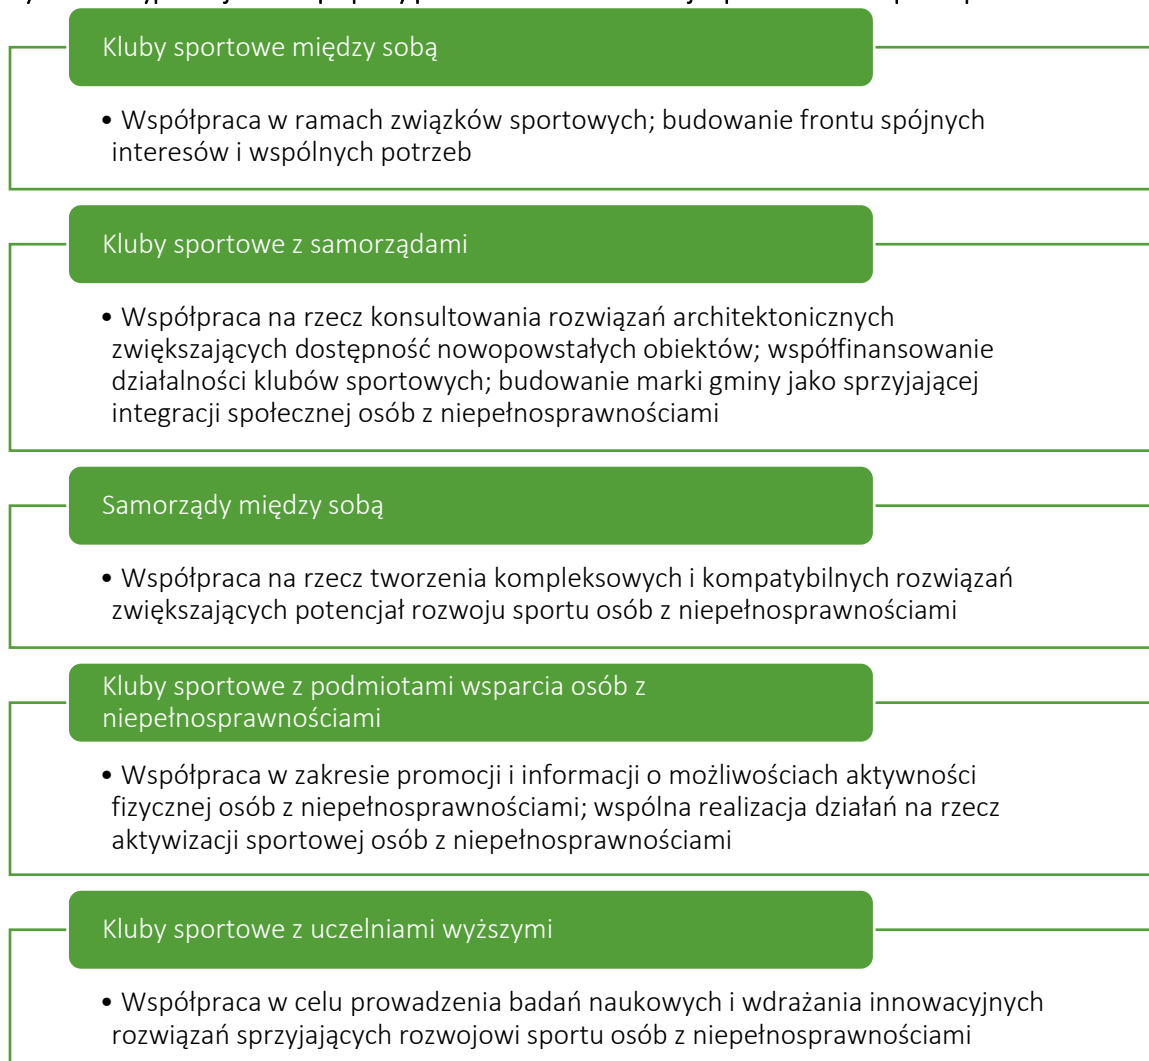 Kluby sportowe między sobą
• Współpraca w ramach związków sportowych; budowanie frontu spójnych
interesów i wspólnych potrzeb
Kluby sportowe z samorządami
• Współpraca na rzecz konsultowania rozwiązań architektonicznych
zwiększających dostępność nowopowstałych obiektów; współfinansowanie
działalności klubów sportowych; budowanie marki gminy jako sprzyjającej
integracji społecznej osób z niepełnosprawnościami
Samorządy między sobą
• Współpraca na rzecz tworzenia kompleksowych i kompatybilnych rozwiązań
zwiększających potencjał rozwoju sportu osób z niepełnosprawnościami
Kluby sportowe z podmiotami wsparcia osób z
niepełnosprawnościami
• Współpraca w zakresie promocji i informacji o możliwościach aktywności
fizycznej osób z niepełnosprawnościami; wspólna realizacja działań na rzecz
aktywizacji sportowej osób z niepełnosprawnościami
Kluby sportowe z uczelniami wyższymi
• Współpraca w celu prowadzenia badań naukowych i wdrażania innowacyjnych
rozwiązań sprzyjających rozwojowi sportu osób z niepełnosprawnościami